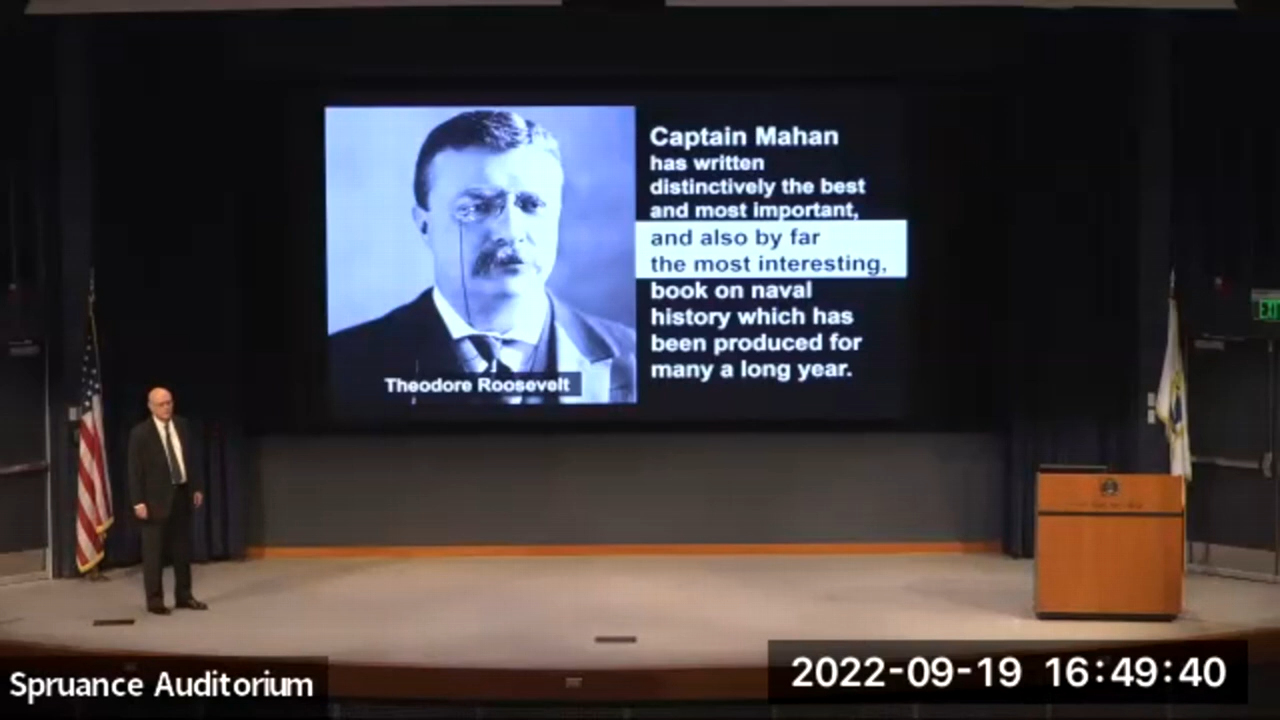 Captain Mahan
has written
distinctively the best
and most important,
and also by far
the most interesting,
book on naval
history which has
been produced for
many a long year.
Theodore Roosevelt
Spruance Auditorium
2022-09-19 16:49:40